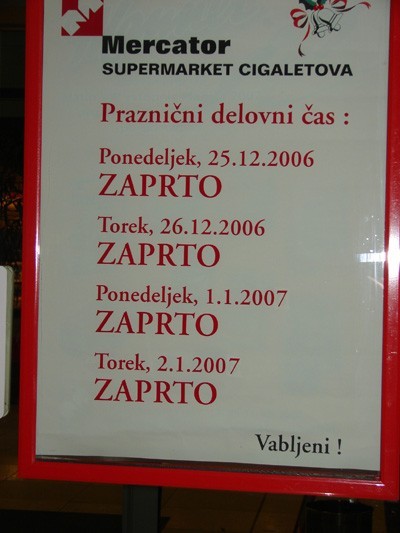 Mercator
SUPERMARKET CIGALETOVA
Praznični delovni čas :
Ponedeljek, 25.12.2006
ZAPRTO
Torek, 26.12.2006
ZAPRTO
Ponedeljek, 1.1.2007
ZAPRTO
Torek, 2.1.2007
ZAPRTO
Vabljeni !